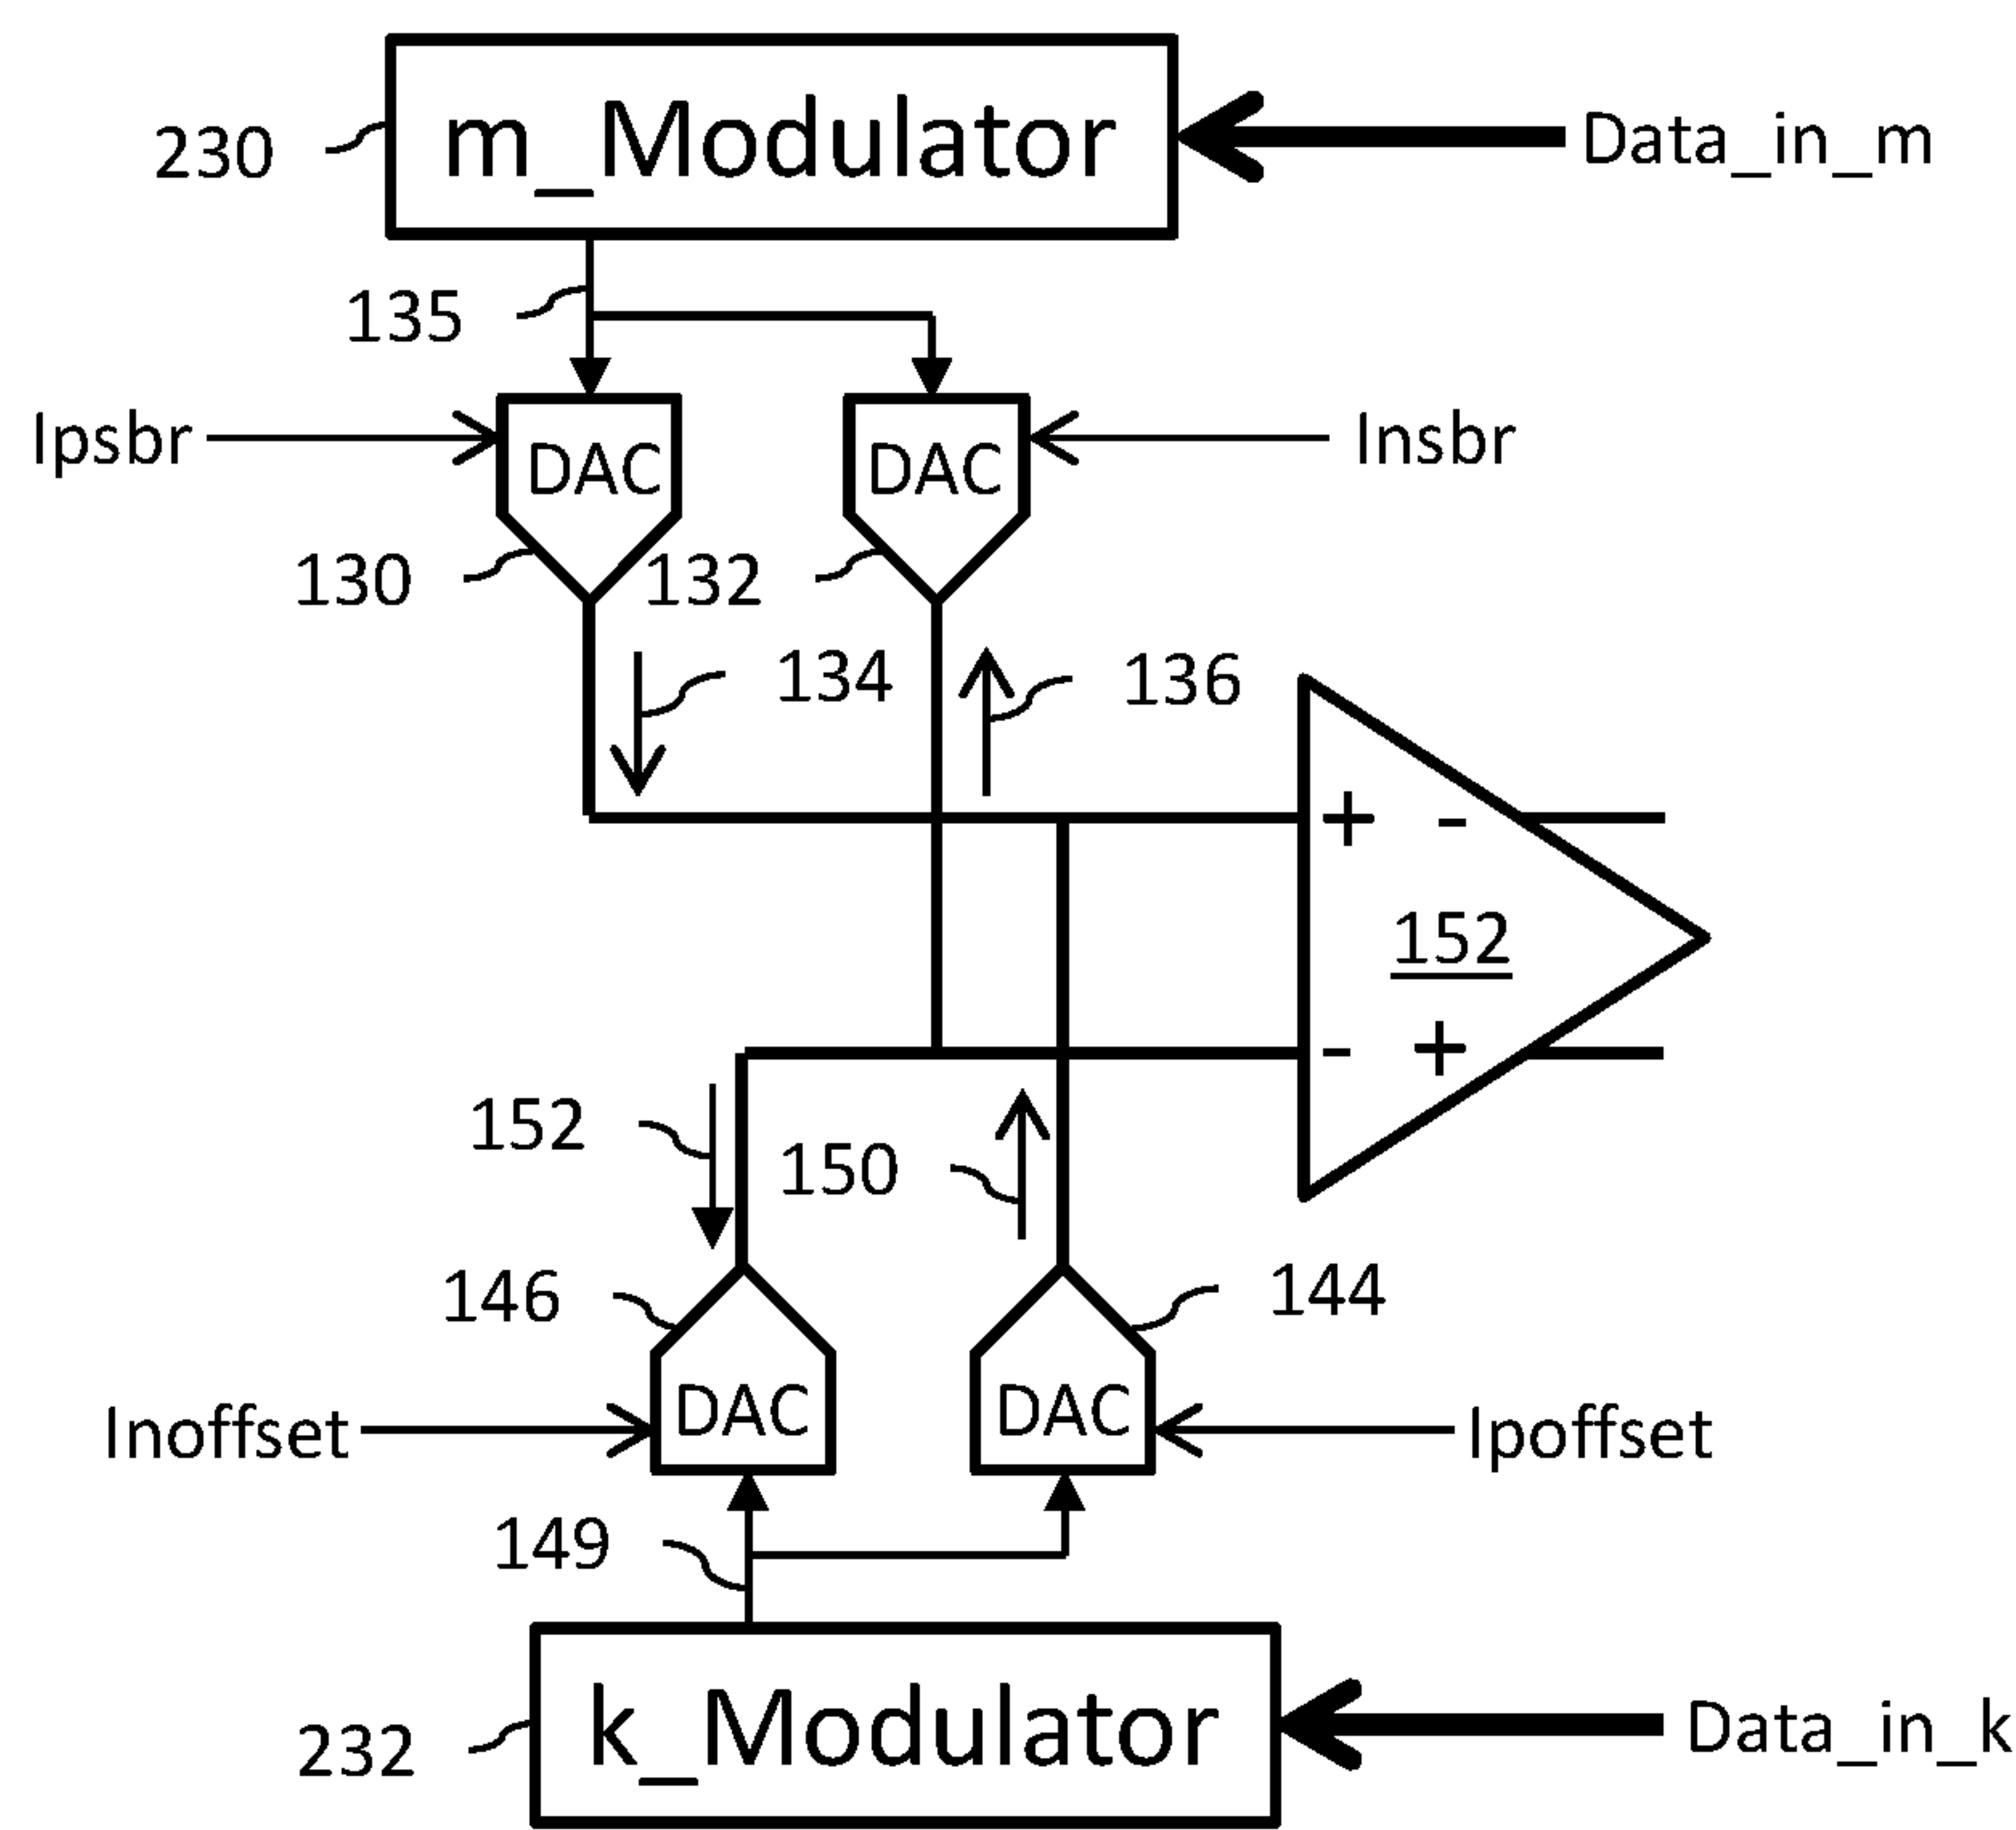 m_Modulator
230
Data_in_m
135
Ipsbr
DAC
DAC
Insbr
130
132
134
136
+ -
152
- +
152
150
146
144
Inoffset
DAC
DAC
Ipoffset
149
k_Modulator
232
Data_in_k